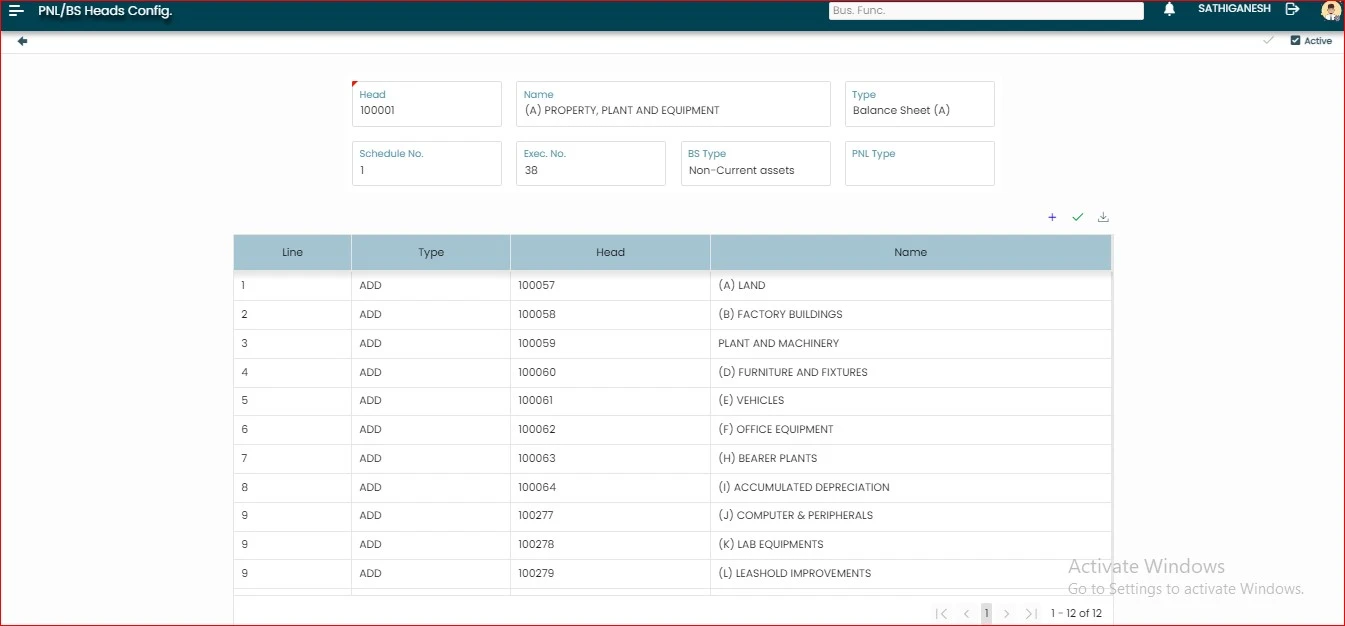 PNL/BS Heads Config.
Bus. Func.
SATHIGANESH
Active
Head
100001
Name
(A) PROPERTY, PLANT AND EQUIPMENT
Type
Balance Sheet (A)
Schedule No.
1
Exec. No.
38
BS Type
Non-Current assets
PNL Type
Line Type Head Name
1 ADD 100057 (A) LAND
2 ADD 100058 (B) FACTORY BUILDINGS
3 ADD 100059 PLANT AND MACHINERY
4 ADD 100060 (D) FURNITURE AND FIXTURES
5 ADD 100061 (E) VEHICLES
6 ADD 100062 (F) OFFICE EQUIPMENT
7 ADD 100063 (H) BEARER PLANTS
8 ADD 100064 (I) ACCUMULATED DEPRECIATION
9 ADD 100277 (J) COMPUTER & PERIPHERALS
9 ADD 100278 (K) LAB EQUIPMENTS
9 ADD 100279 (L) LEASHOLD IMPROVEMENTS
Activate Windows
Go to Settings to activate Windows.
1 1 - 12 of 12